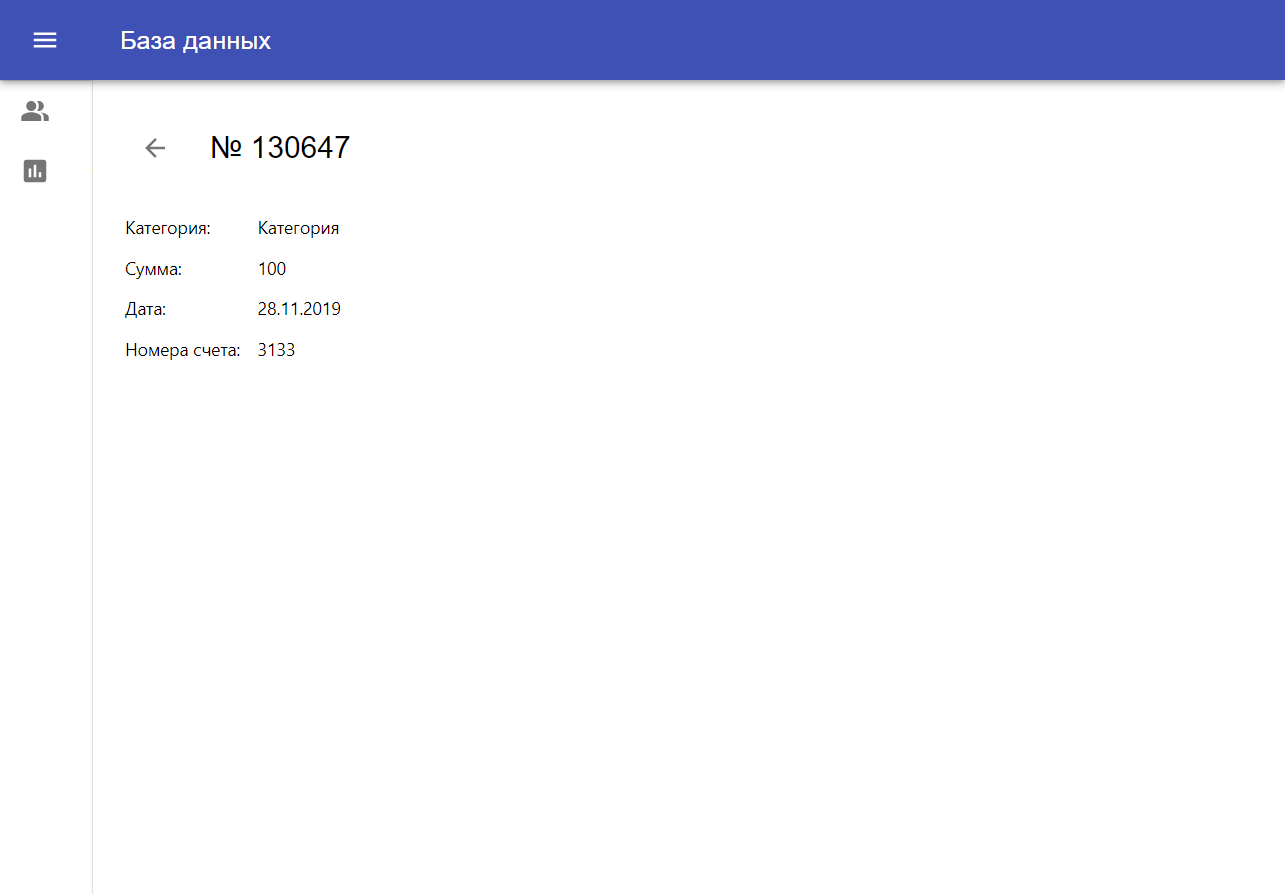 База данных
№ 130647
Категория: Категория
Сумма: 100
Дата: 28.11.2019
Номера счета: 3133